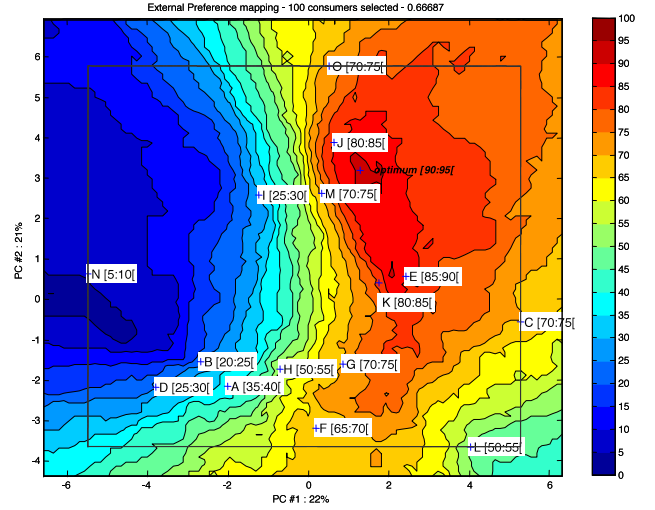 External Preference mapping - 100 consumers selected - 0.66687
100
95
90
85
80
75
70
65
60
55
50
45
40
35
30
25
20
15
10
5
0
6
5
4
3
2
1
0
-1
-2
-3
-4
PC #2 : 21%
O [70:75[
J [80:85[
optimum [90:95[
I [25:30[
M [70:75[
N [5:10[
E [85:90[
K [80:85[
C [70:75[
B [20:25[
H [50:55[
G [70:75[
D [25:30[
A [35:40[
F [65:70[
L [50:55[
-6
-4
-2
0
2
4
6
PC #1 : 22%